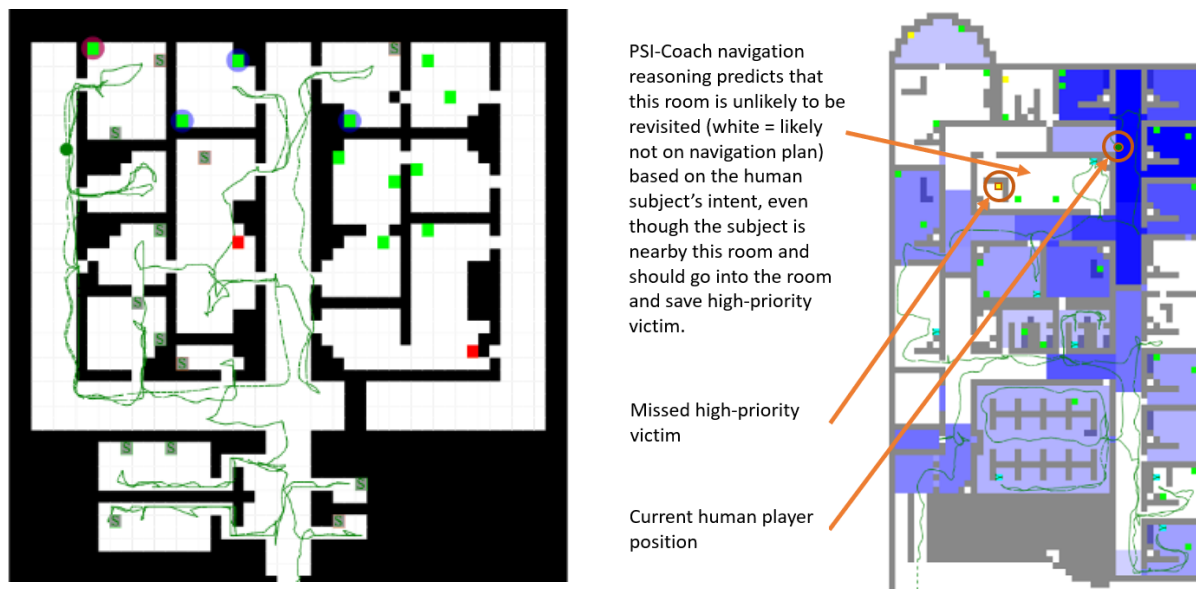 S
S
S
S
S
S
S
S
S S
S
S S
PSI-Coach navigation
reasoning predicts that
this room is unlikely to be
revisited (white = likely
not on navigation plan)
based on the human
subject's intent, even
though the subject is
nearby this room and
should go into the room
and save high-priority
victim.
Missed high-priority
victim
Current human player
position